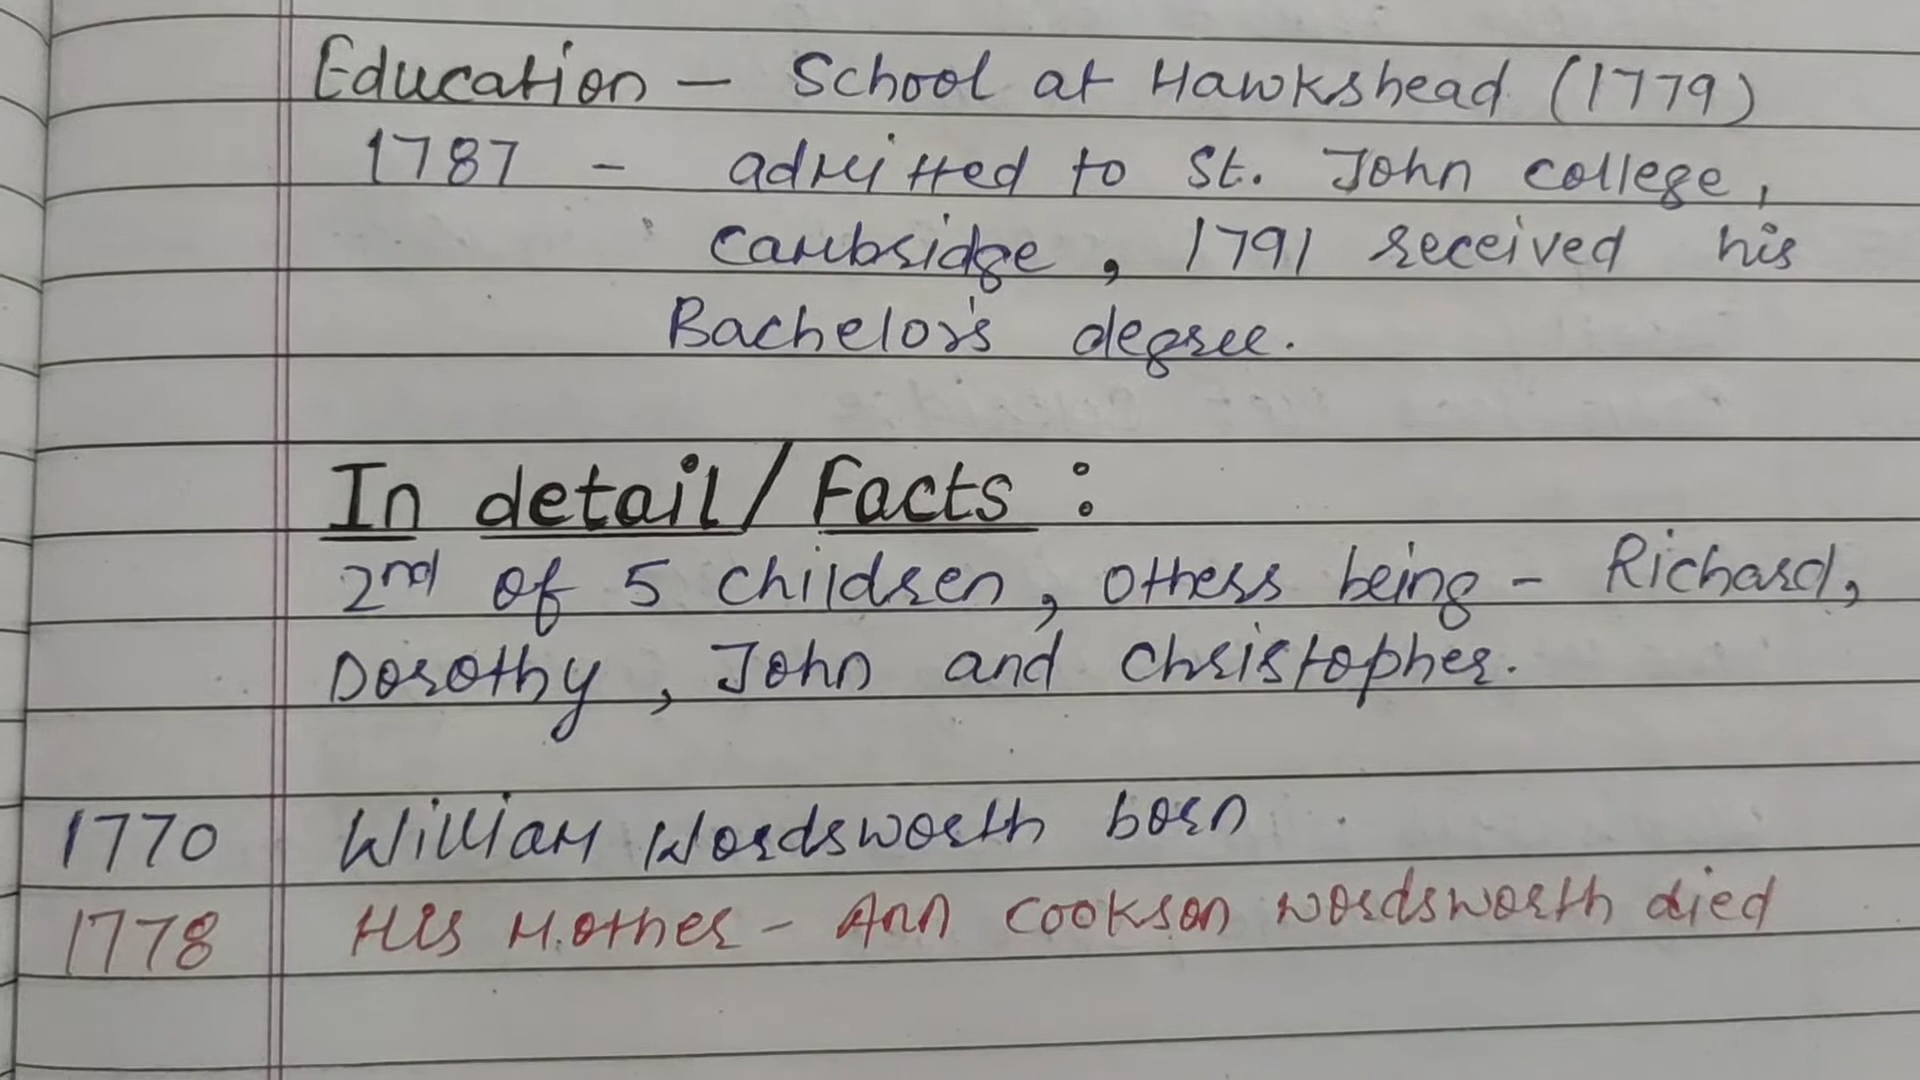 Education - School at Hawkshead (1779)
1787 - admitted to St. John college,
Cambridge, 1791 received his
Bachelor's degree.
In detail/Facts :
2nd of 5 children, others being - Richard,
Dorothy, John and Christopher.
1770 William Wordsworth born
1778 His Mother - Ann Cookson Wordsworth died